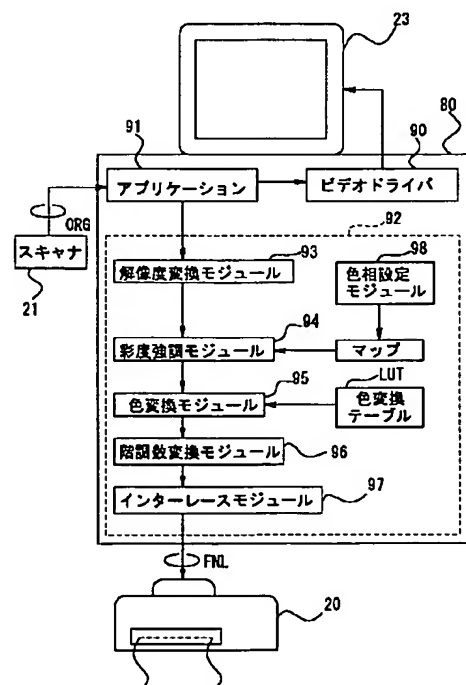 23
80
91
90
アプリケーション
ビデオドライバ
ORG
スキャナ
21
92
93
解像度変換モジュール
98
色相設定
モジュール
94
彩度強調モジュール
マップ
95
LUT
色変換モジュール
色変換
テーブル
階調数変換モジュール
96
インターレースモジュール
97
FNL
20